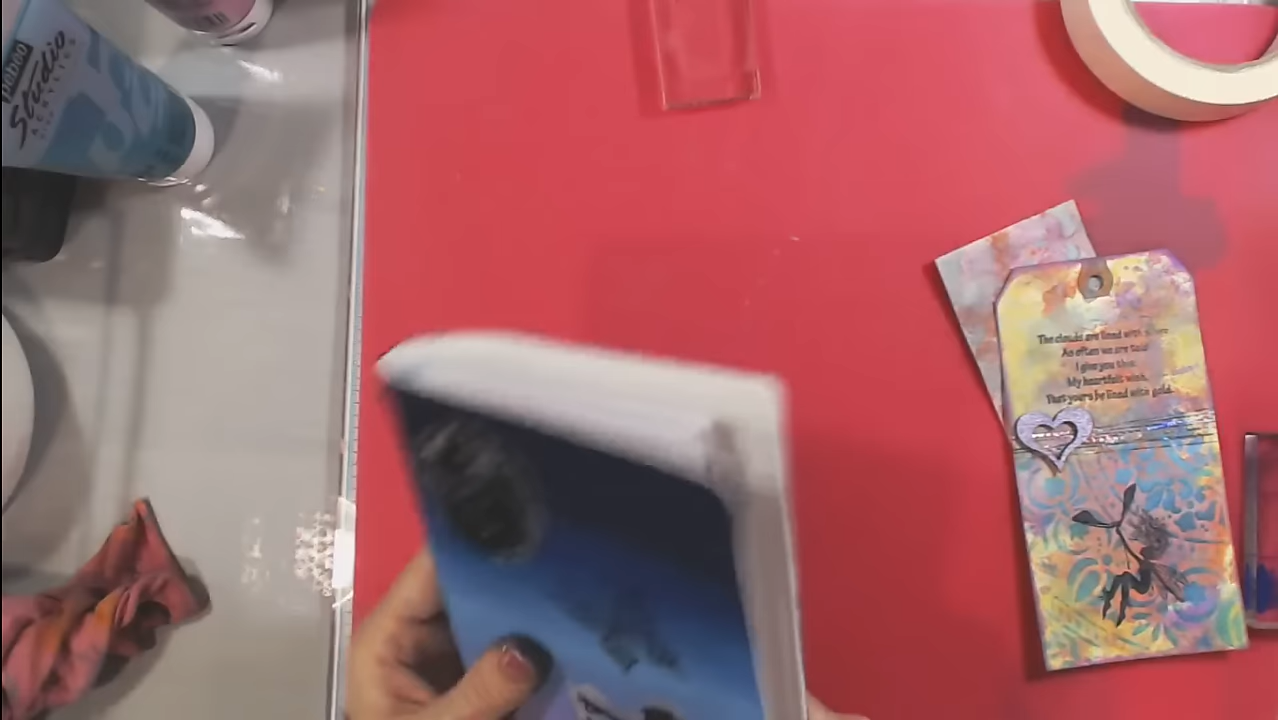 pebeo
Studio
ACRYLICS
The clouds are lined with silver
As often we are told
I give you this
My heartfelt wish,
That yours be lined with gold.